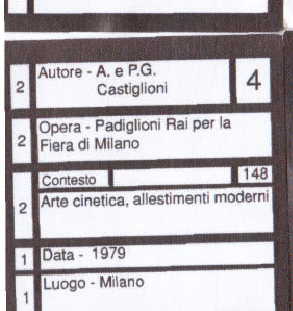 2 Autore - A. e P.G.
Castiglioni 4
2 Opera - Padiglioni Rai per la
Fiera di Milano
Contesto 148
2 Arte cinetica, allestimenti moderni
1 Data - 1979
1 Luogo - Milano